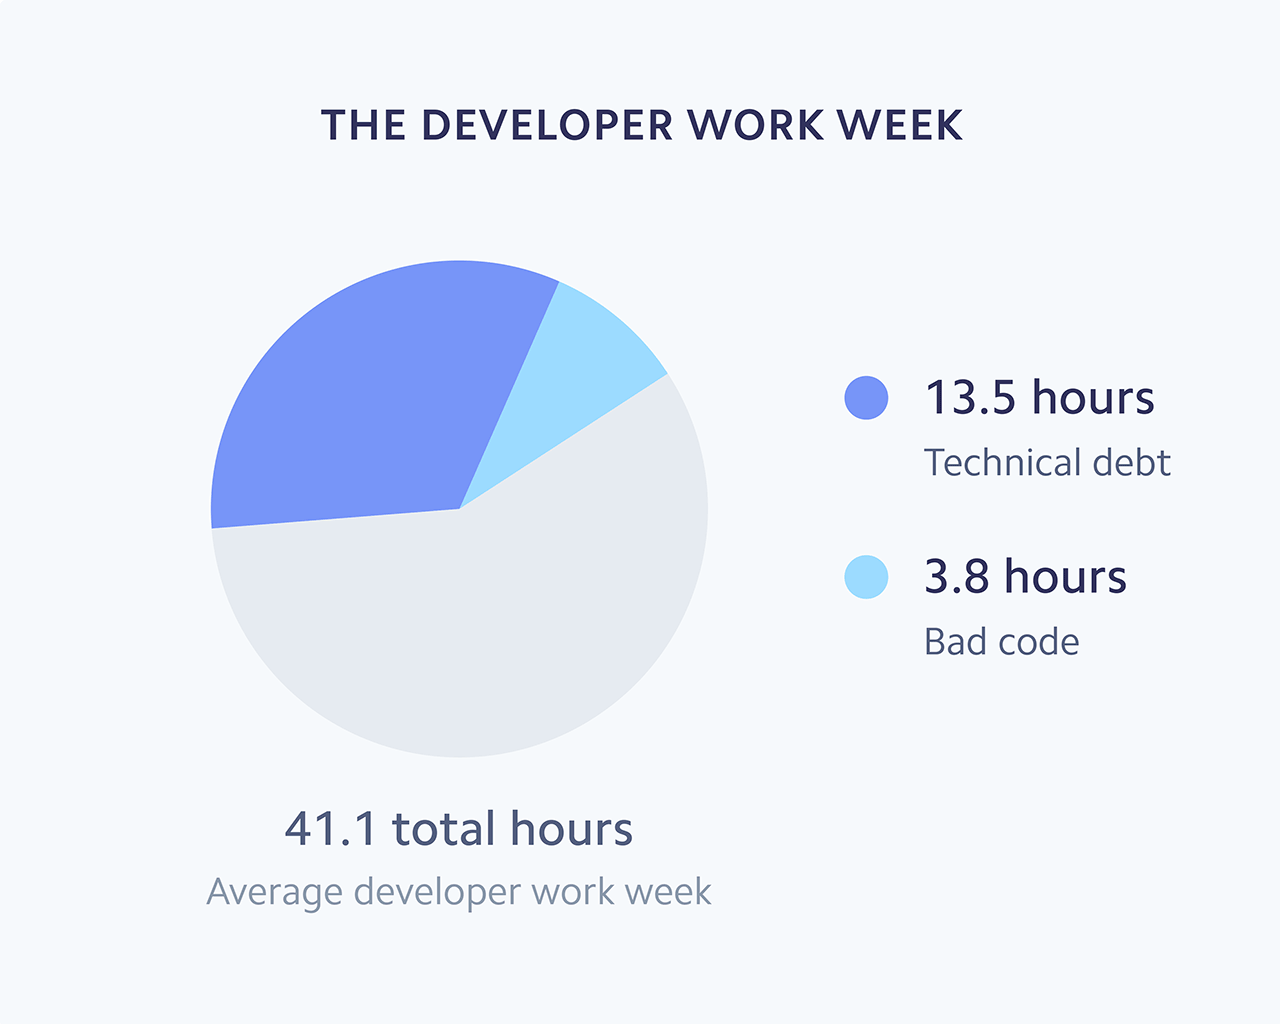 THE DEVELOPER WORK WEEK
13.5 hours
Technical debt
3.8 hours
Bad code
41.1 total hours
Average developer work week